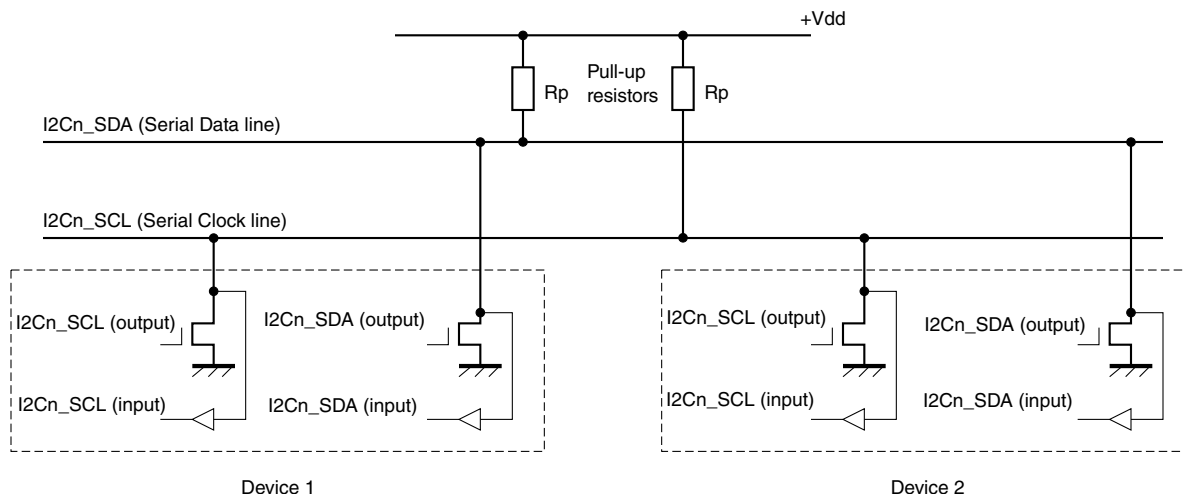 +Vdd
Pull-up
resistors
Rp
Rp
I2Cn_SDA (Serial Data line)
I2Cn_SCL (Serial Clock line)
I2Cn_SCL (output)
I2Cn_SDA (output)
I2Cn_SCL (input)
I2Cn_SDA (input)
I2Cn_SCL (output)
I2Cn_SDA (output)
I2Cn_SCL (input)
I2Cn_SDA (input)
Device 1
Device 2